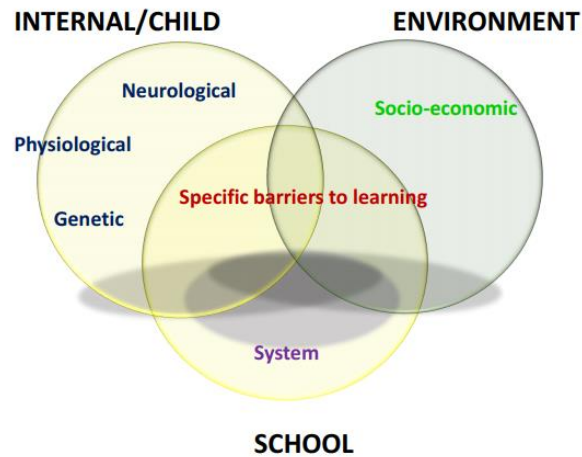 INTERNAL/CHILD
ENVIRONMENT
Neurological
Socio-economic
Physiological
Specific barriers to learning
Genetic
System
SCHOOL